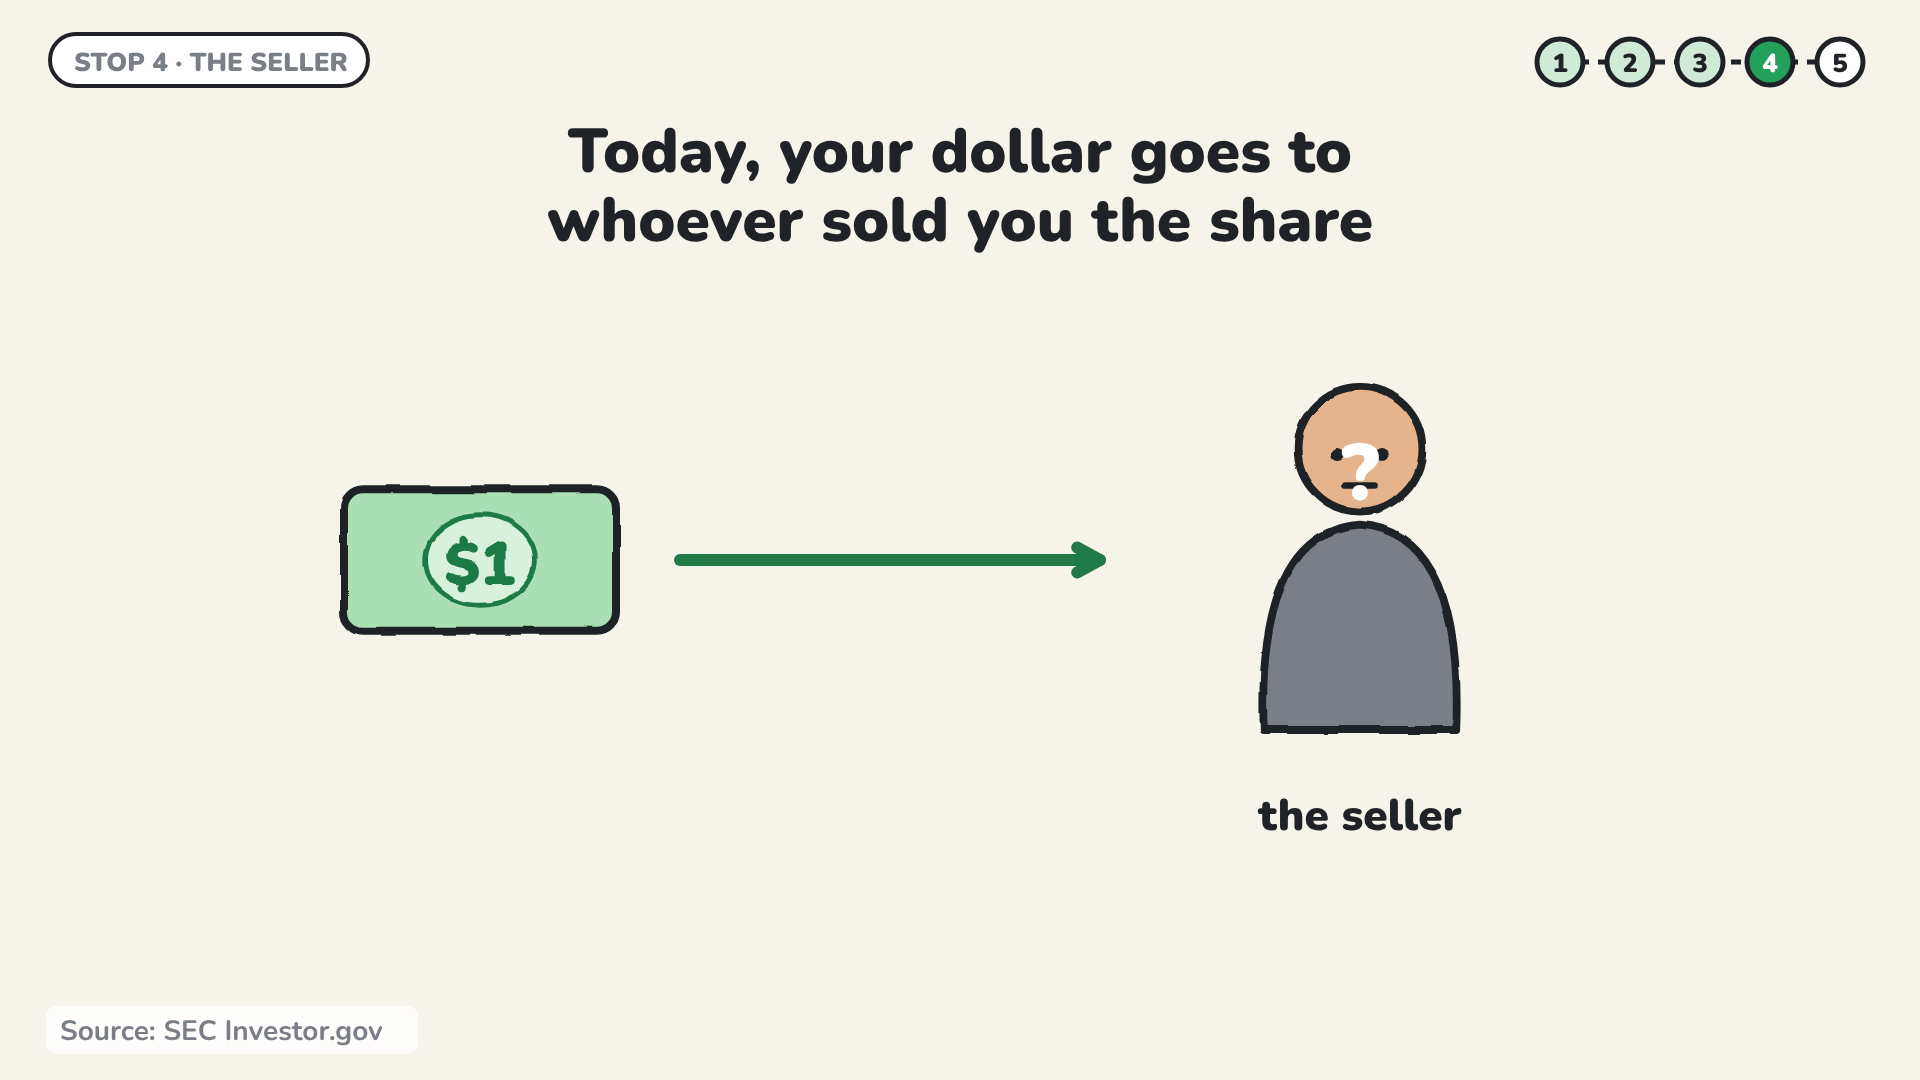 STOP 4 · THE SELLER
1 2 3 4 5
Today, your dollar goes to
whoever sold you the share
$1
?
the seller
Source: SEC Investor.gov